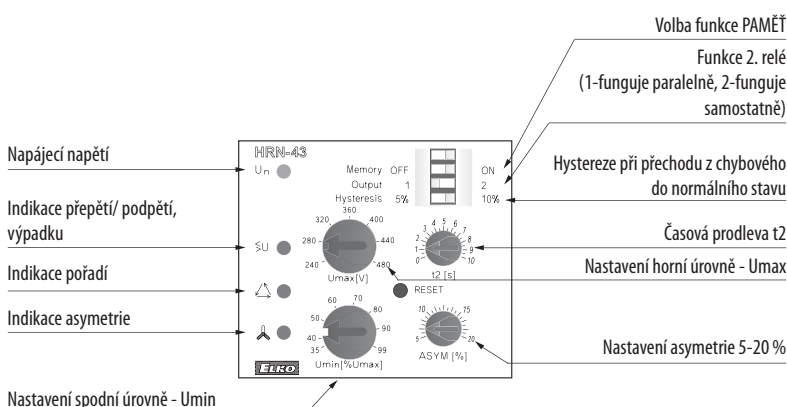 Volba funkce PAMĚŤ
Funkce 2. relé
(1-funguje paralelně, 2-funguje
samostatně)
Hystereze při přechodu z chybového
do normálního stavu
Časová prodleva t2
Nastavení horní úrovně - Umax
Nastavení asymetrie 5-20 %
Napájecí napětí
Indikace přepětí/ podpětí,
výpadku
Indikace pořadí
Indikace asymetrie
Nastavení spodní úrovně - Umin
HRN-43
Un
Memory OFF ON
Output 1 2
Hysteresis 5% 10%
240 280 320 360 400 440 480
Umax[V]
0 1 2 3 4 5 6 7 8 9 10
t2 [s]
≤U
RESET
35 40 50 60 70 80 90 99
Umin[%Umax]
5 10 15 20
ASYM [%]
ELKO